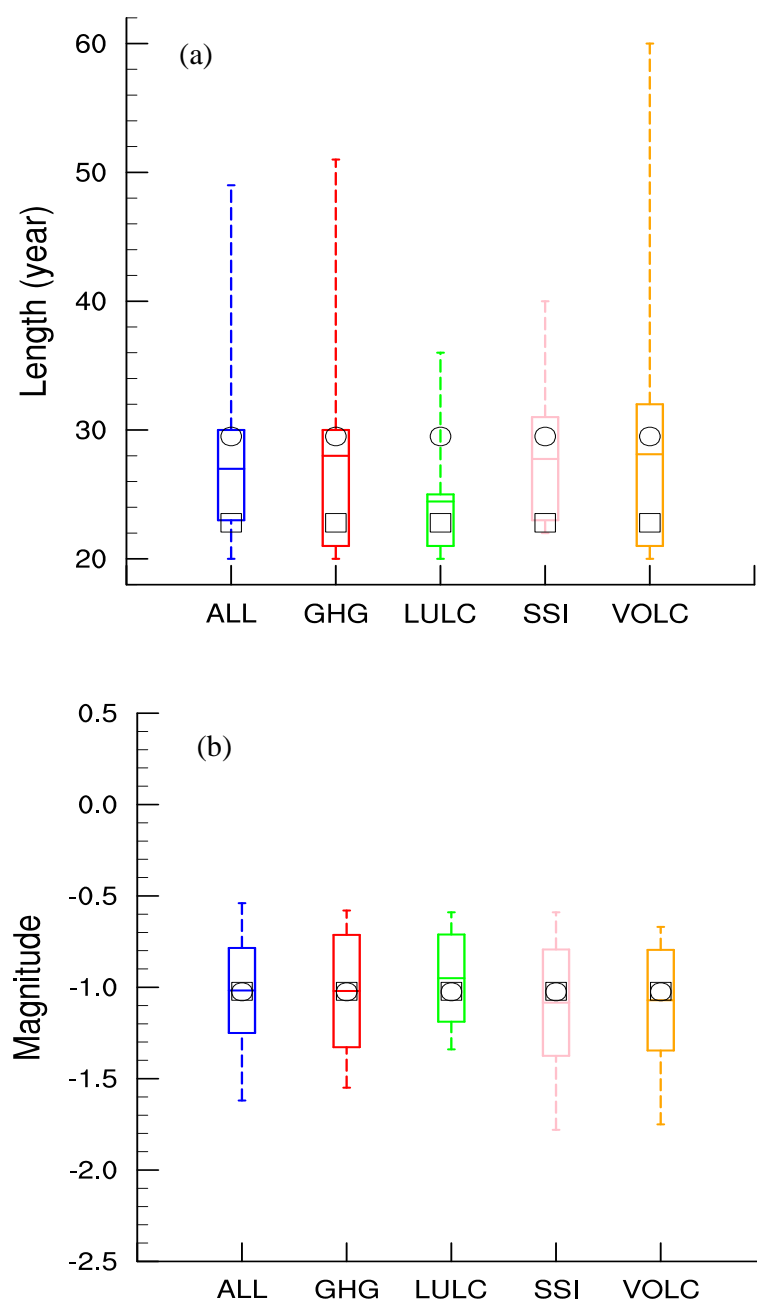 (a)
60
50
40
30
20
Length (year)
ALL GHG LULC SSI VOLC
(b)
0.5
0.0
-0.5
-1.0
-1.5
-2.0
-2.5
Magnitude
ALL GHG LULC SSI VOLC